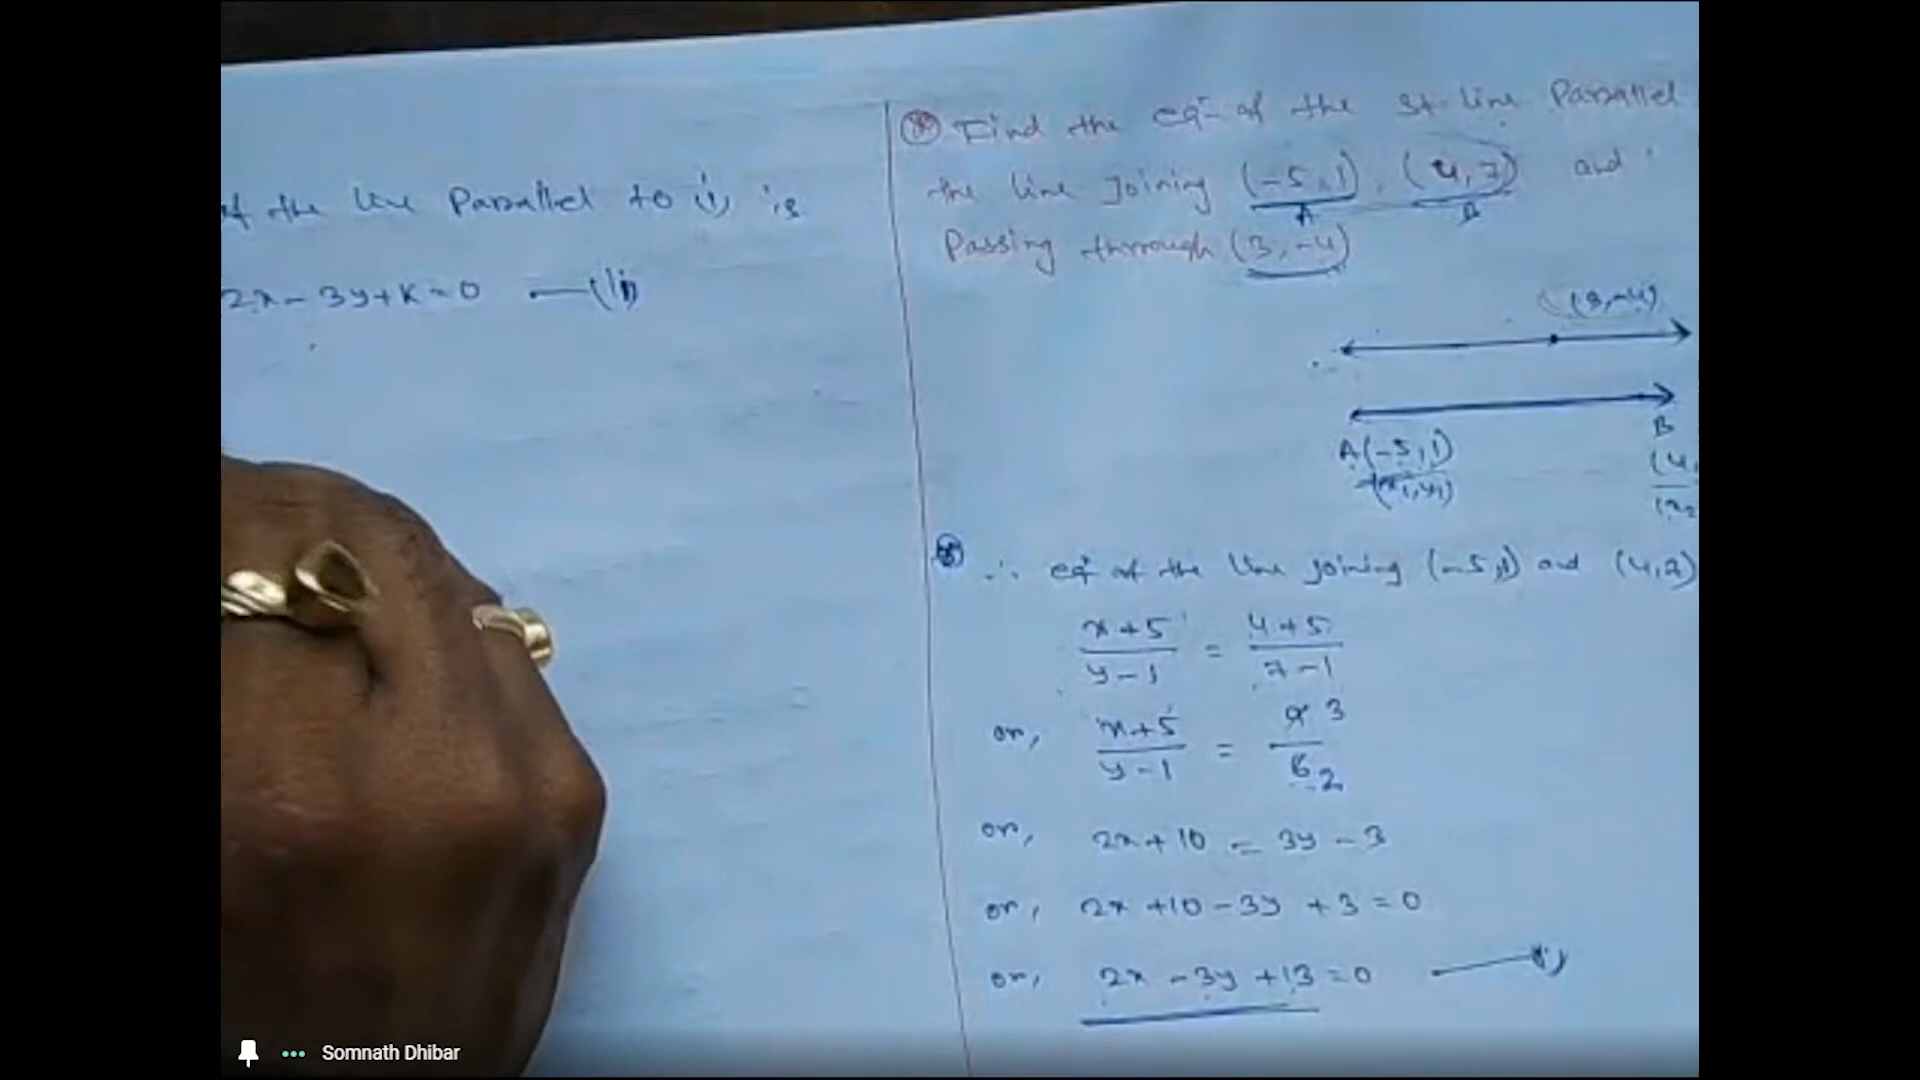 of the line Parallel to (i) is
2x - 3y + K = 0 —(ii)
Find the eqn of the st-line Parallel
the line joining (-5,1), (4,7) and
A B
Passing through (3,-4)
(3,-4)
B
A(-5,1) (4,
(x1,y1) (x2
∴ eqn of the line joining (-5,1) and (4,7)
x+5 / y-1 = 4+5 / 7-1
or, x+5 / y-1 = 9 3 / 6 2
or, 2x+10 = 3y-3
or, 2x+10-3y+3=0
or, 2x-3y+13=0 —(i)
Somnath Dhibar